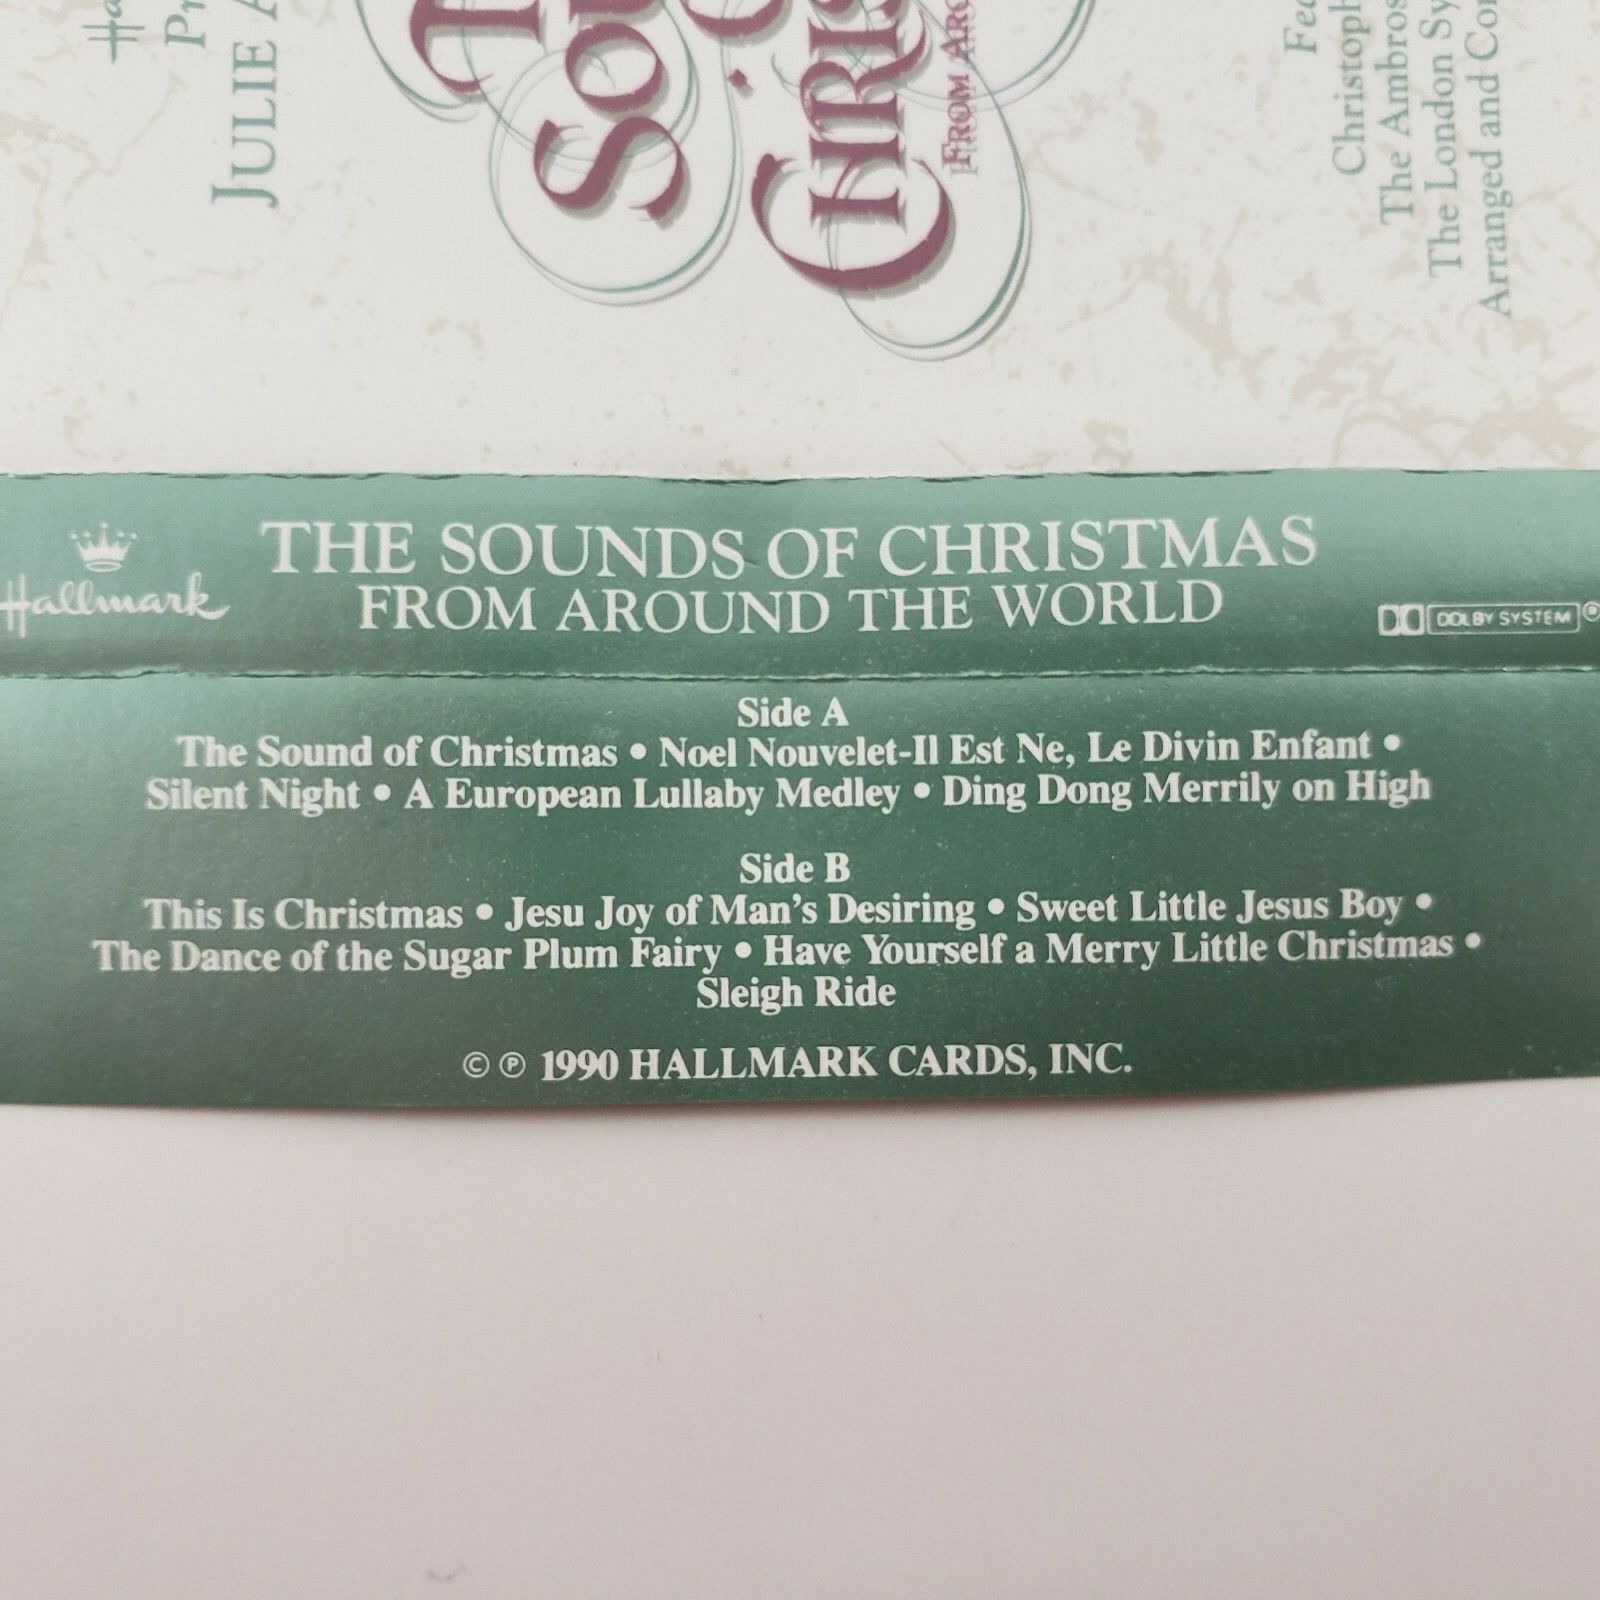 JULIE
FROM
Christoph
The Ambros
The London Sy
Arranged and Con
Hallmark
THE SOUNDS OF CHRISTMAS
FROM AROUND THE WORLD
DOLBY SYSTEM®
Side A
The Sound of Christmas • Noel Nouvelet-Il Est Ne, Le Divin Enfant •
Silent Night • A European Lullaby Medley • Ding Dong Merrily on High
Side B
This Is Christmas • Jesu Joy of Man's Desiring • Sweet Little Jesus Boy •
The Dance of the Sugar Plum Fairy • Have Yourself a Merry Little Christmas •
Sleigh Ride
© ℗ 1990 HALLMARK CARDS, INC.